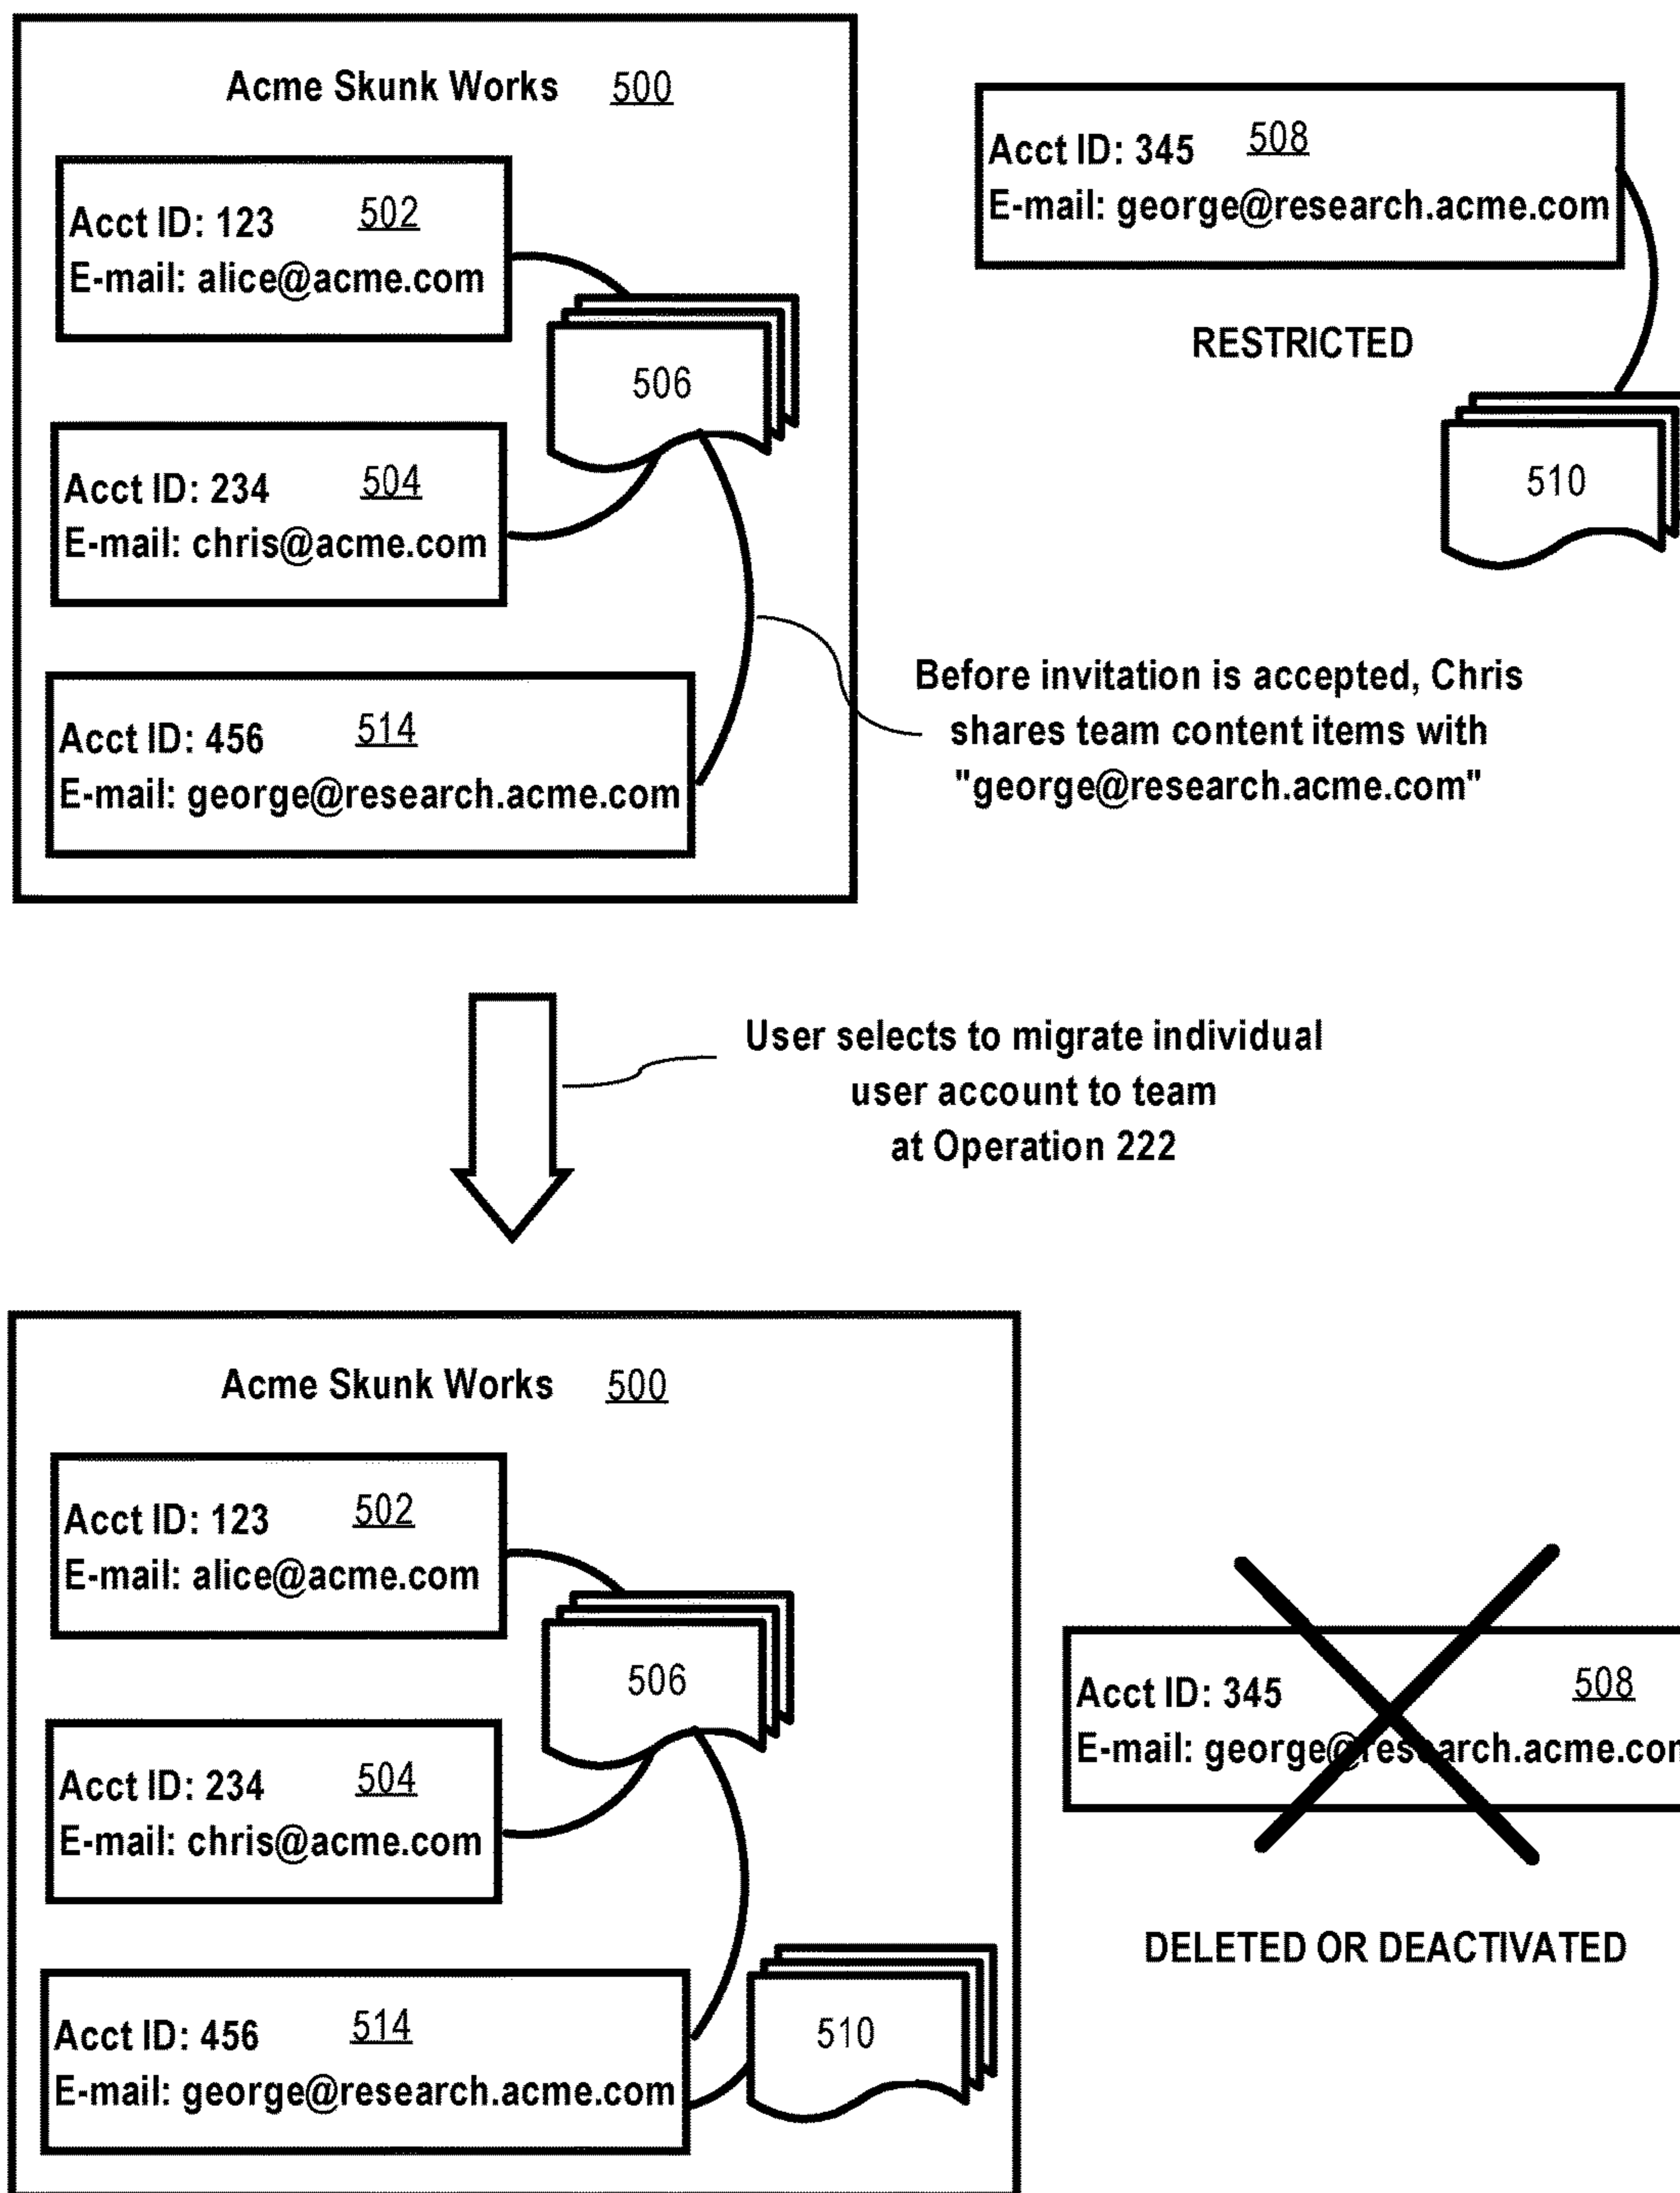 Acme Skunk Works 500
Acct ID: 123 502
E-mail: alice@acme.com
506
Acct ID: 234 504
E-mail: chris@acme.com
Acct ID: 456 514
E-mail: george@research.acme.com
Acct ID: 345 508
E-mail: george@research.acme.com
RESTRICTED
510
Before invitation is accepted, Chris
shares team content items with
"george@research.acme.com"
User selects to migrate individual
user account to team
at Operation 222
Acme Skunk Works 500
Acct ID: 123 502
E-mail: alice@acme.com
506
Acct ID: 234 504
E-mail: chris@acme.com
Acct ID: 456 514
E-mail: george@research.acme.com
510
Acct ID: 345 508
E-mail: george@research.acme.com
DELETED OR DEACTIVATED